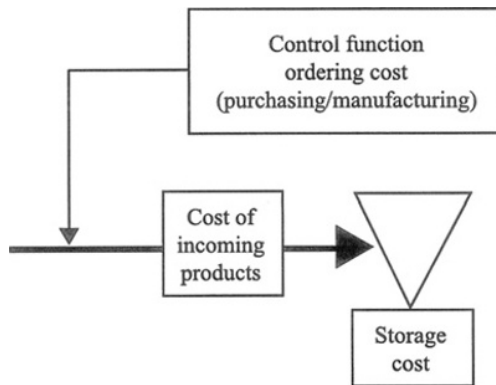 Control function
ordering cost
(purchasing/manufacturing)
Cost of
incoming
products
Storage
cost